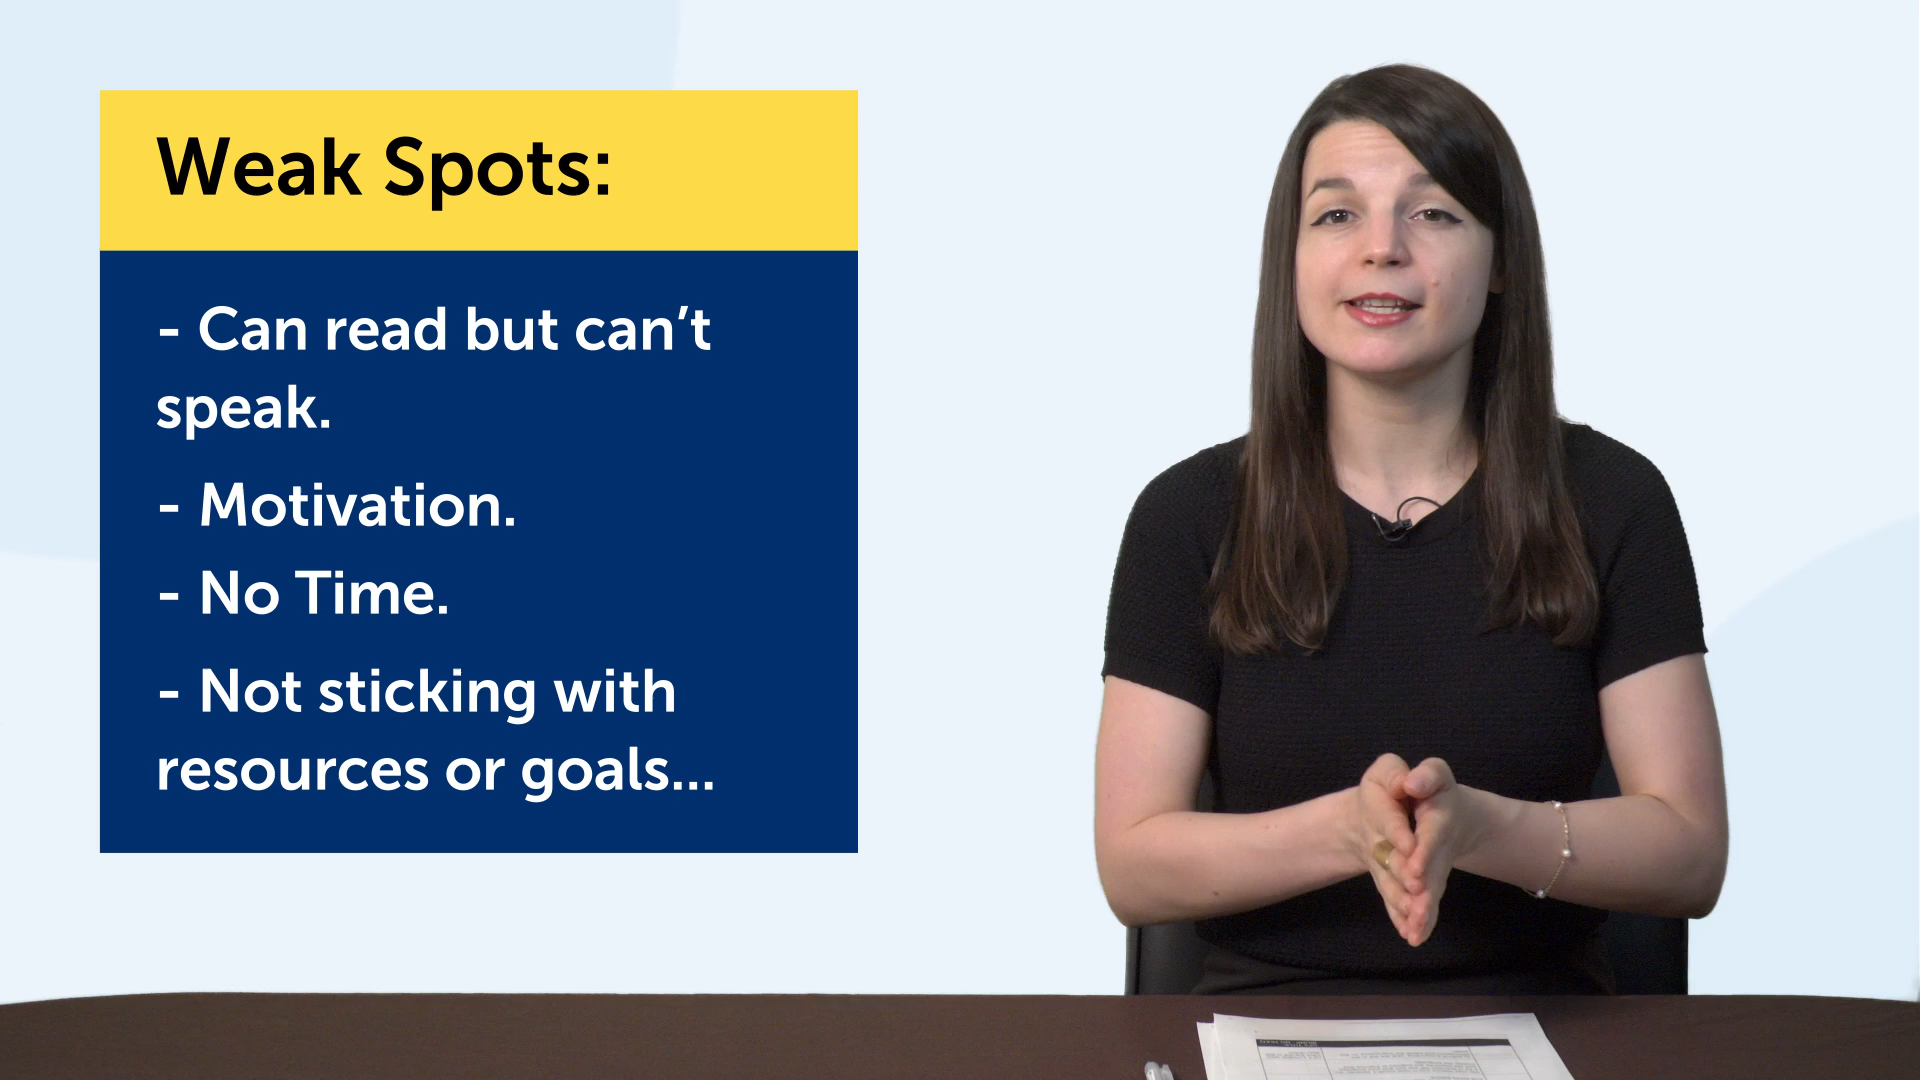 Weak Spots:
- Can read but can’t
speak.
- Motivation.
- No Time.
- Not sticking with
resources or goals...